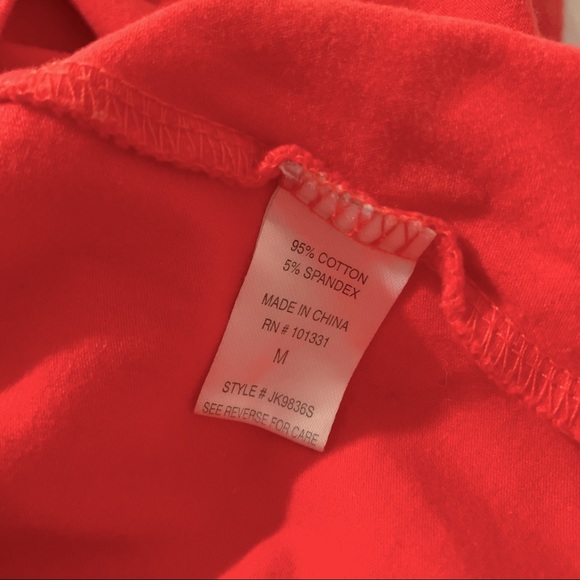 95% COTTON
5% SPANDEX
MADE IN CHINA
RN # 101331
M
STYLE # JK9836S
SEE REVERSE FOR CARE